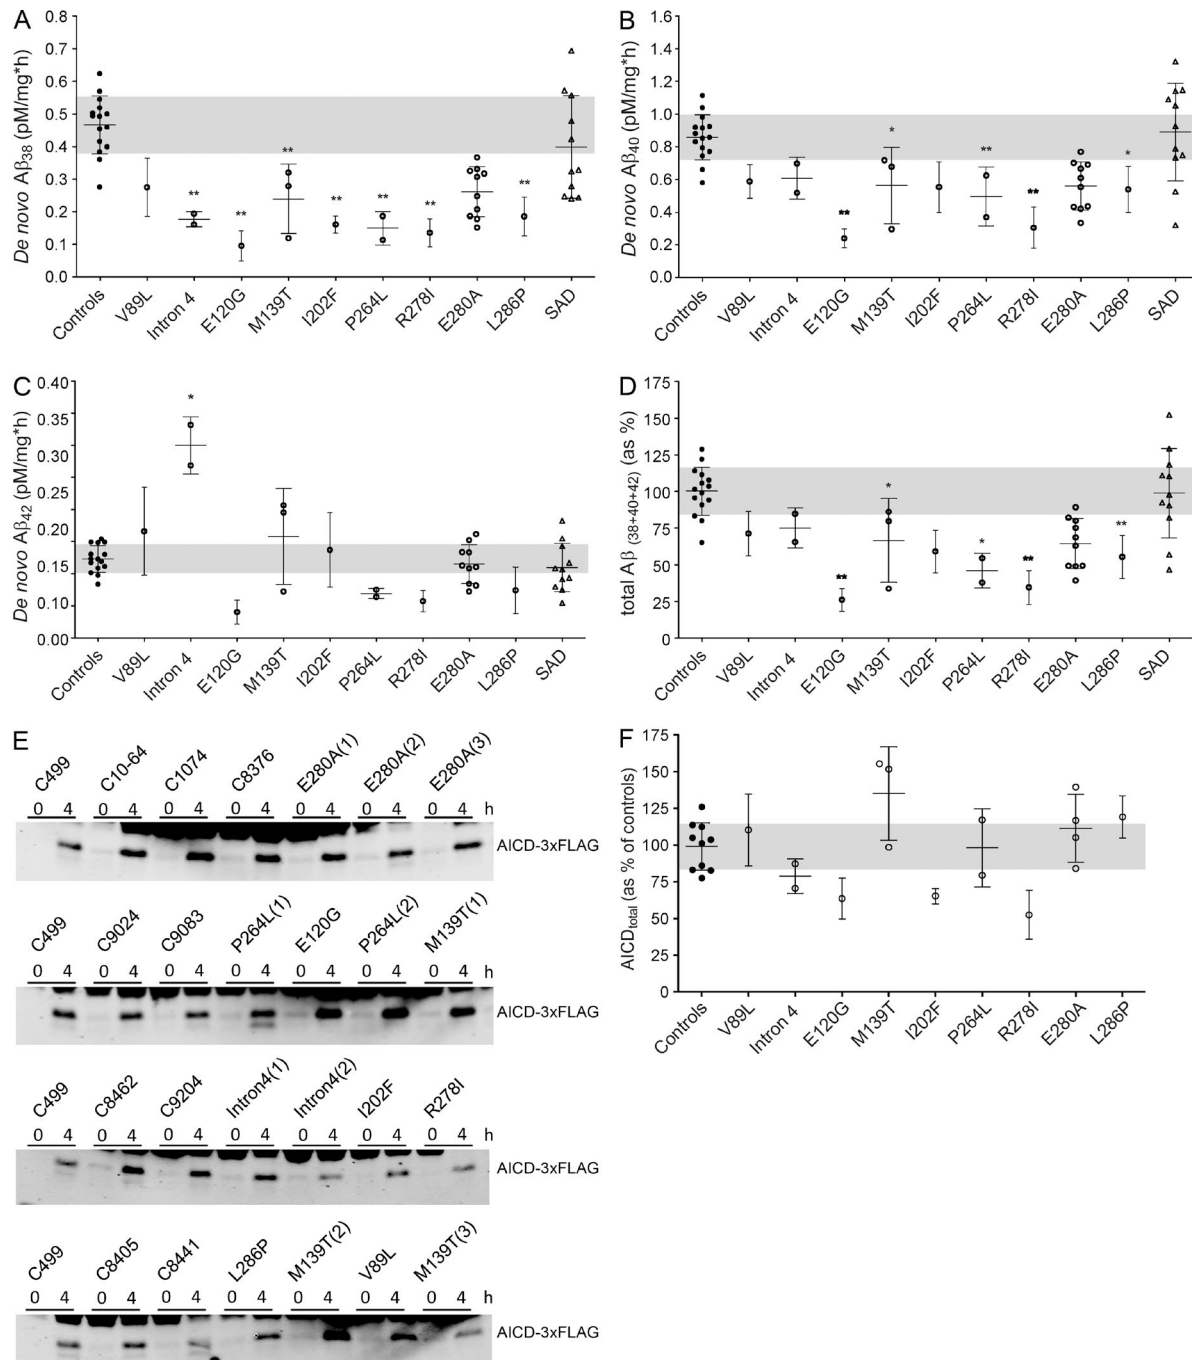 A
De novo Aβ38 (pM/mg*h)
0.8
0.7
0.6
0.5
0.4
0.3
0.2
0.1
0.0
** ** ** ** ** ** **
Controls V89L Intron 4 E120G M139T I202F P264L R278I E280A L286P SAD
B
De novo Aβ40 (pM/mg*h)
1.6
1.4
1.2
1.0
0.8
0.6
0.4
0.2
0.0
** * ** ** *
Controls V89L Intron 4 E120G M139T I202F P264L R278I E280A L286P SAD
C
De novo Aβ42 (pM/mg*h)
0.40
0.35
0.30
0.25
0.20
0.15
0.10
0.00
*
Controls V89L Intron 4 E120G M139T I202F P264L R278I E280A L286P SAD
D
total Aβ (38+40+42) (as %)
175
150
125
100
75
50
25
0
** * * ** **
Controls V89L Intron 4 E120G M139T I202F P264L R278I E280A L286P SAD
E
C499 C10-64 C1074 C8376 E280A(1) E280A(2) E280A(3)
0 4 0 4 0 4 0 4 0 4 0 4 0 4 h
AICD-3xFLAG
C499 C9024 C9083 P264L(1) E120G P264L(2) M139T(1)
0 4 0 4 0 4 0 4 0 4 0 4 0 4 h
AICD-3xFLAG
C499 C8462 C9204 Intron4(1) Intron4(2) I202F R278I
0 4 0 4 0 4 0 4 0 4 0 4 0 4 h
AICD-3xFLAG
C499 C8405 C8441 L286P M139T(2) V89L M139T(3)
0 4 0 4 0 4 0 4 0 4 0 4 0 4 h
AICD-3xFLAG
F
AICDtotal (as % of controls)
175
150
125
100
75
50
25
0
Controls V89L Intron 4 E120G M139T I202F P264L R278I E280A L286P